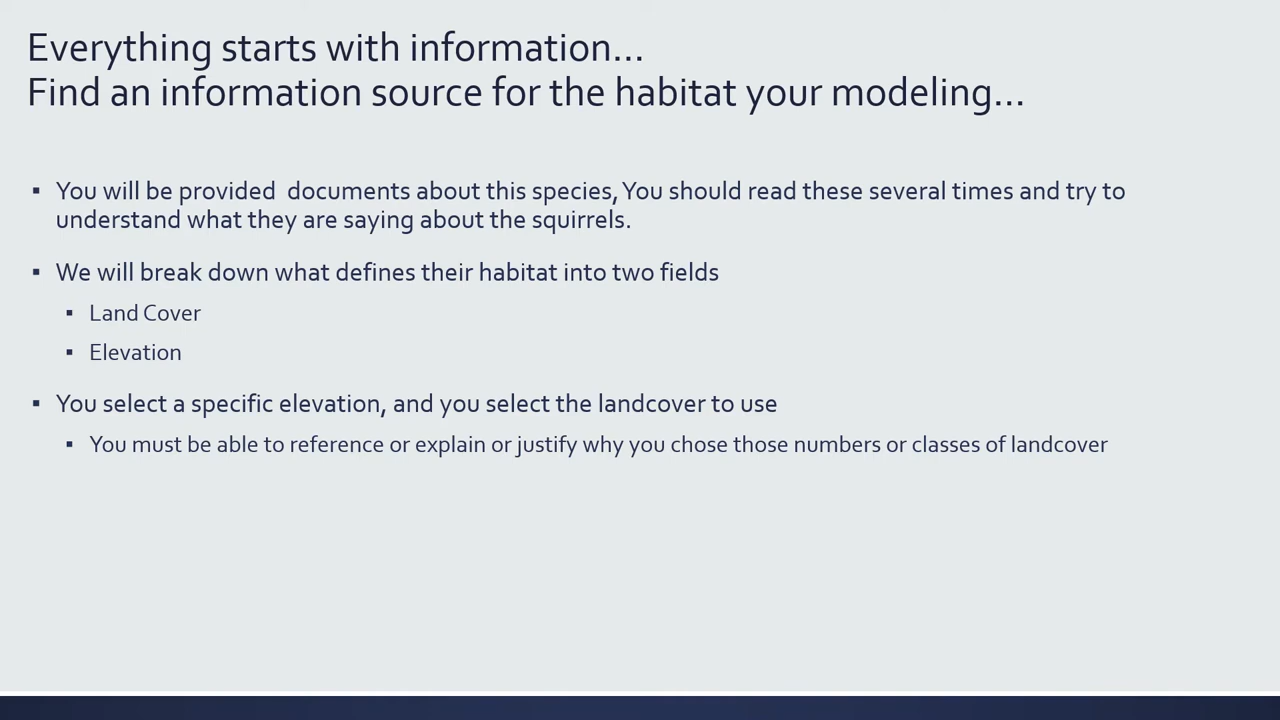 Everything starts with information...
Find an information source for the habitat your modeling...
▪ You will be provided  documents about this species, You should read these several times and try to
understand what they are saying about the squirrels.
▪ We will break down what defines their habitat into two fields
▪ Land Cover
▪ Elevation
▪ You select a specific elevation, and you select the landcover to use
▪ You must be able to reference or explain or justify why you chose those numbers or classes of landcover